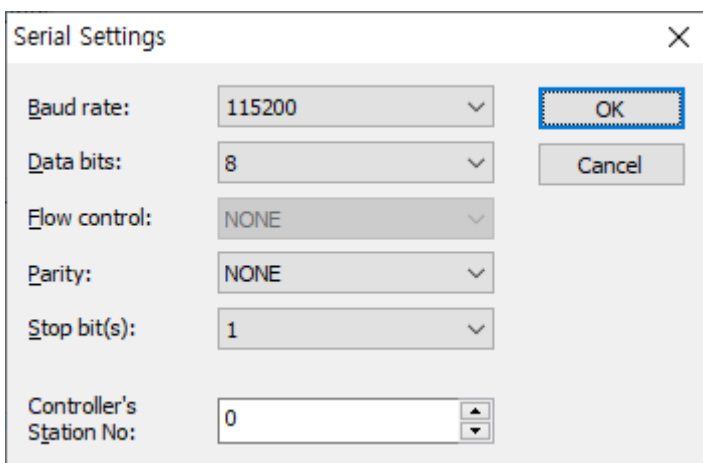 Serial Settings
Baud rate: 115200 OK
Data bits: 8 Cancel
Flow control: NONE
Parity: NONE
Stop bit(s): 1
Controller's
Station No: 0